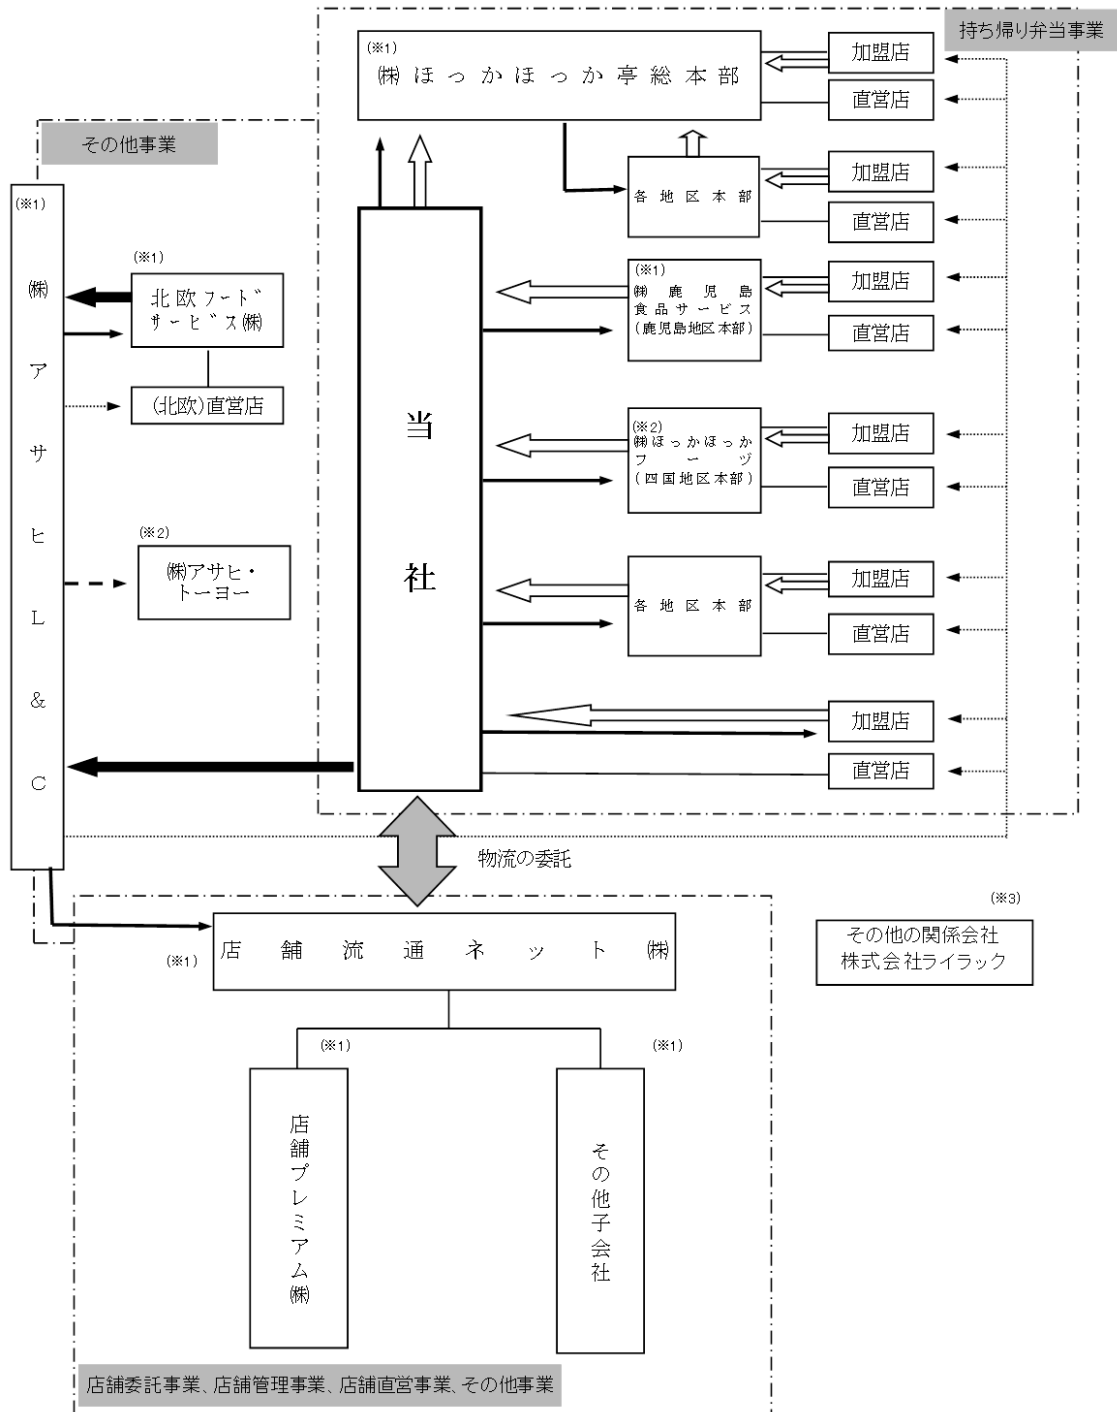 持ち帰り弁当事業
(※1)
㈱ほっかほっか亭総本部
加盟店
直営店
その他事業
各地区本部
加盟店
直営店
(※1)
㈱アサヒL&C
(※1)
北欧フード
サービス㈱
(北欧)直営店
(※2)
㈱アサヒ・
トーヨー
当社
(※1)
㈱鹿児島
食品サービス
(鹿児島地区本部)
加盟店
直営店
(※2)
㈱ほっかほっか
フーヅ
(四国地区本部)
加盟店
直営店
各地区本部
加盟店
直営店
加盟店
直営店
物流の委託
(※1)
店舗流通ネット㈱
(※3)
その他の関係会社
株式会社ライラック
(※1)
店舗プレミアム㈱
(※1)
その他子会社
店舗委託事業、店舗管理事業、店舗直営事業、その他事業